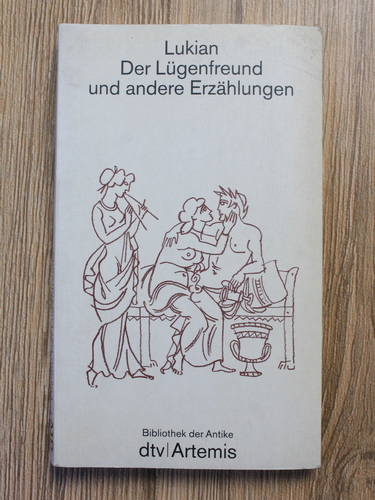 Lukian
Der Lügenfreund
und andere Erzählungen
Bibliothek der Antike
dtv|Artemis